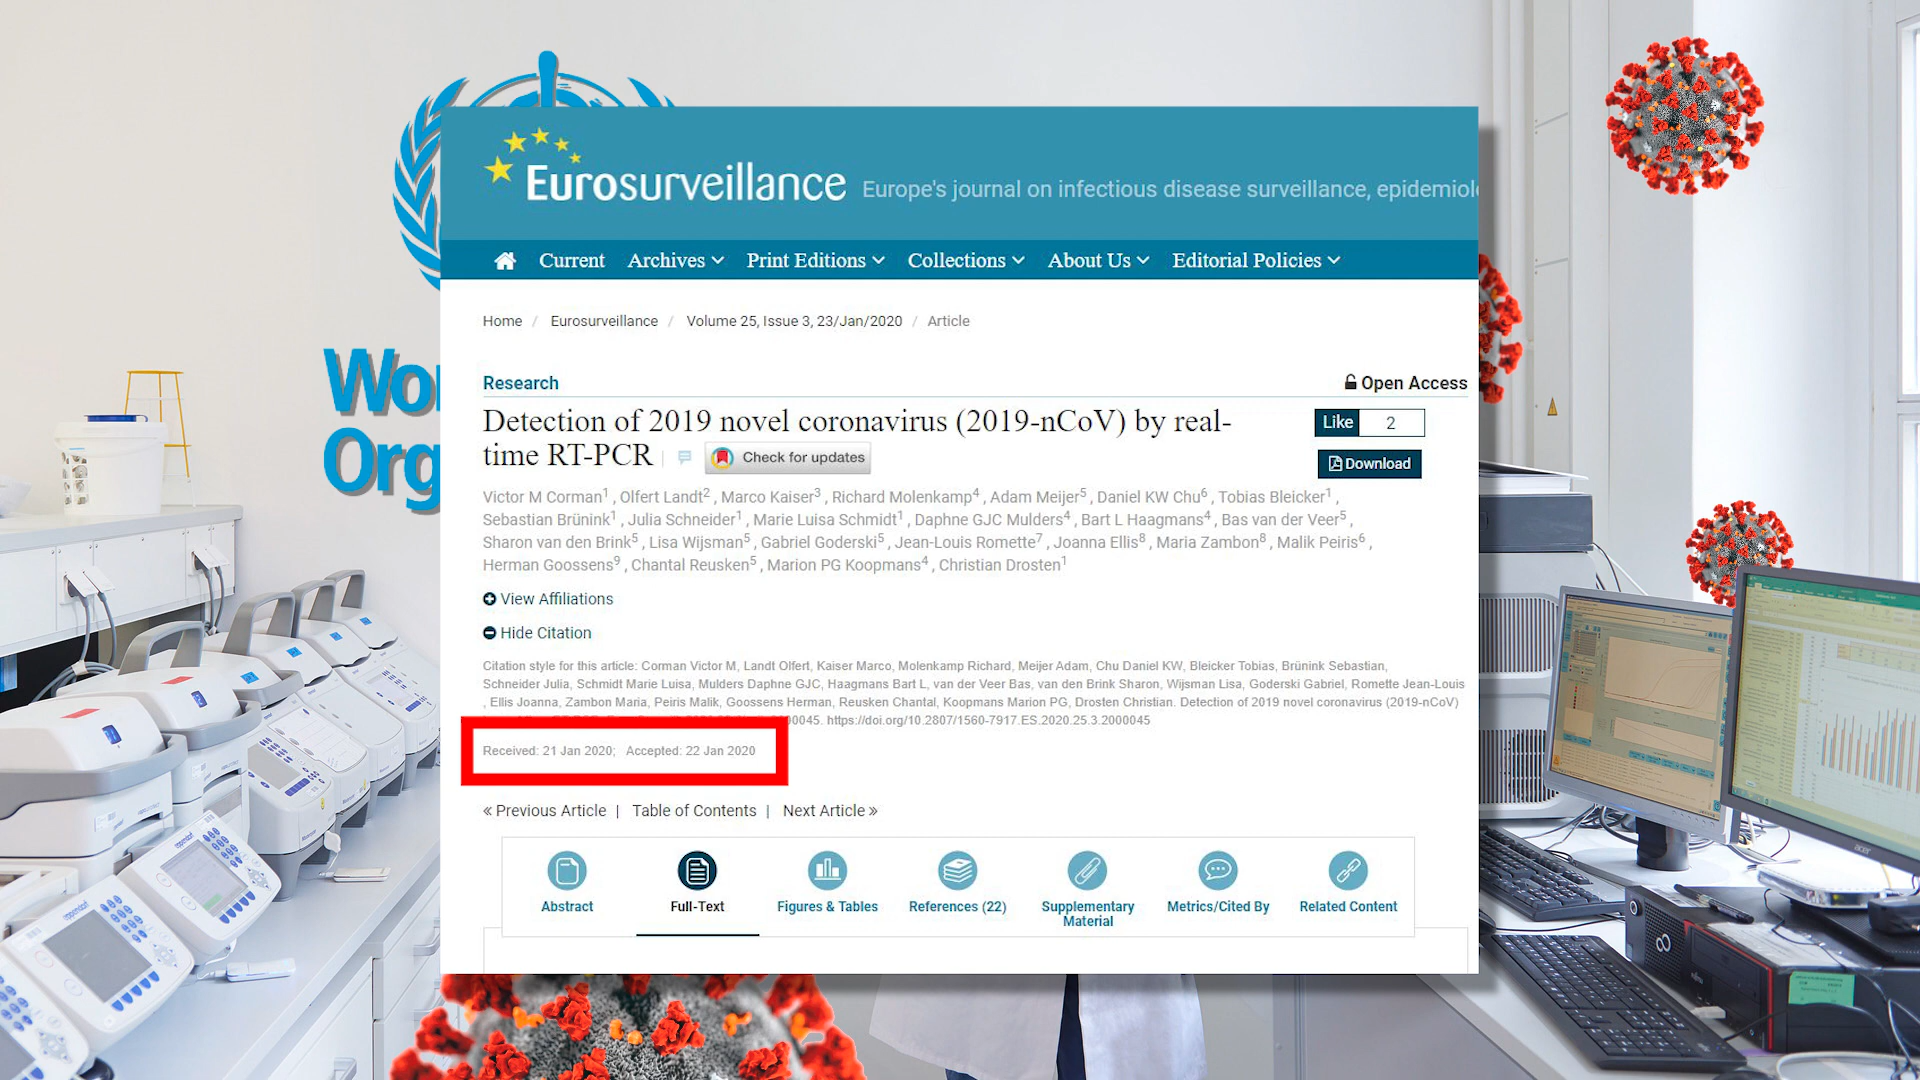 Wor
Org
Eurosurveillance Europe's journal on infectious disease surveillance,
Current Archives Print Editions Collections About Us Editorial Policies
Home / Eurosurveillance / Volume 25, Issue 3, 23/Jan/2020 / Article
Research Open Access
Detection of 2019 novel coronavirus (2019-nCoV) by real-
time RT-PCR | Check for updates
Like 2
Download
Victor M Corman1 , Olfert Landt2 , Marco Kaiser3 , Richard Molenkamp4 , Adam Meijer5 , Daniel KW Chu6 , Tobias Bleicker1 ,
Sebastian Brünink1 , Julia Schneider1 , Marie Luisa Schmidt1 , Daphne GJC Mulders4 , Bart L Haagmans4 , Bas van der Veer5 ,
Sharon van den Brink5 , Lisa Wijsman5 , Gabriel Goderski5 , Jean-Louis Romette7 , Joanna Ellis8 , Maria Zambon8 , Malik Peiris6 ,
Herman Goossens9 , Chantal Reusken5 , Marion PG Koopmans4 , Christian Drosten1
View Affiliations
Hide Citation
Citation style for this article: Corman Victor M, Landt Olfert, Kaiser Marco, Molenkamp Richard, Meijer Adam, Chu Daniel KW, Bleicker Tobias, Brünink Sebastian,
Schneider Julia, Schmidt Marie Luisa, Mulders Daphne GJC, Haagmans Bart L, van der Veer Bas, van den Brink Sharon, Wijsman Lisa, Goderski Gabriel, Romette Jean-Louis
, Ellis Joanna, Zambon Maria, Peiris Malik, Goossens Herman, Reusken Chantal, Koopmans Marion PG, Drosten Christian. Detection of 2019 novel coronavirus (2019-nCoV)
0045. https://doi.org/10.2807/1560-7917.ES.2020.25.3.2000045
Received: 21 Jan 2020; Accepted: 22 Jan 2020
« Previous Article | Table of Contents | Next Article »
Abstract Full-Text Figures & Tables References (22) Supplementary Material Metrics/Cited By Related Content
acer